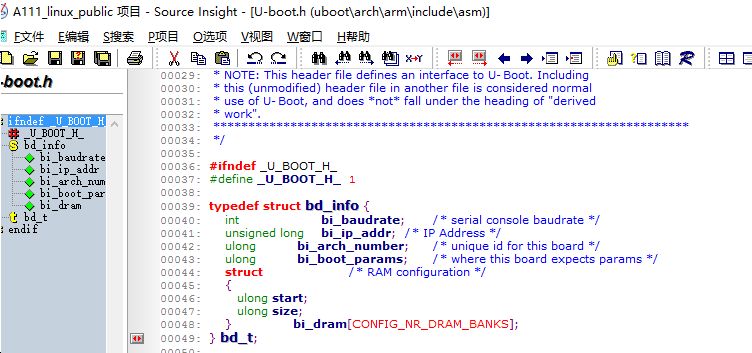 A111_linux_public 项目 - Source Insight - [U-boot.h (uboot\arch\arm\include\asm)]
F文件 E编辑 S搜索 P项目 O选项 V视图 W窗口 H帮助
-boot.h
ifndef _U_BOOT_H_
_U_BOOT_H_
bd_info
bi_baudrate
bi_ip_addr
bi_arch_num
bi_boot_par
bi_dram
bd_t
endif
00029: * NOTE: This header file defines an interface to U-Boot. Including
00030: * this (unmodified) header file in another file is considered normal
00031: * use of U-Boot, and does *not* fall under the heading of "derived
00032: * work".
00033: ********************************************************************
00034: */
00035:
00036: #ifndef _U_BOOT_H_
00037: #define _U_BOOT_H_ 1
00038:
00039: typedef struct bd_info {
00040: int bi_baudrate; /* serial console baudrate */
00041: unsigned long bi_ip_addr; /* IP Address */
00042: ulong bi_arch_number; /* unique id for this board */
00043: ulong bi_boot_params; /* where this board expects params */
00044: struct /* RAM configuration */
00045: {
00046: ulong start;
00047: ulong size;
00048: } bi_dram[CONFIG_NR_DRAM_BANKS];
00049: } bd_t;